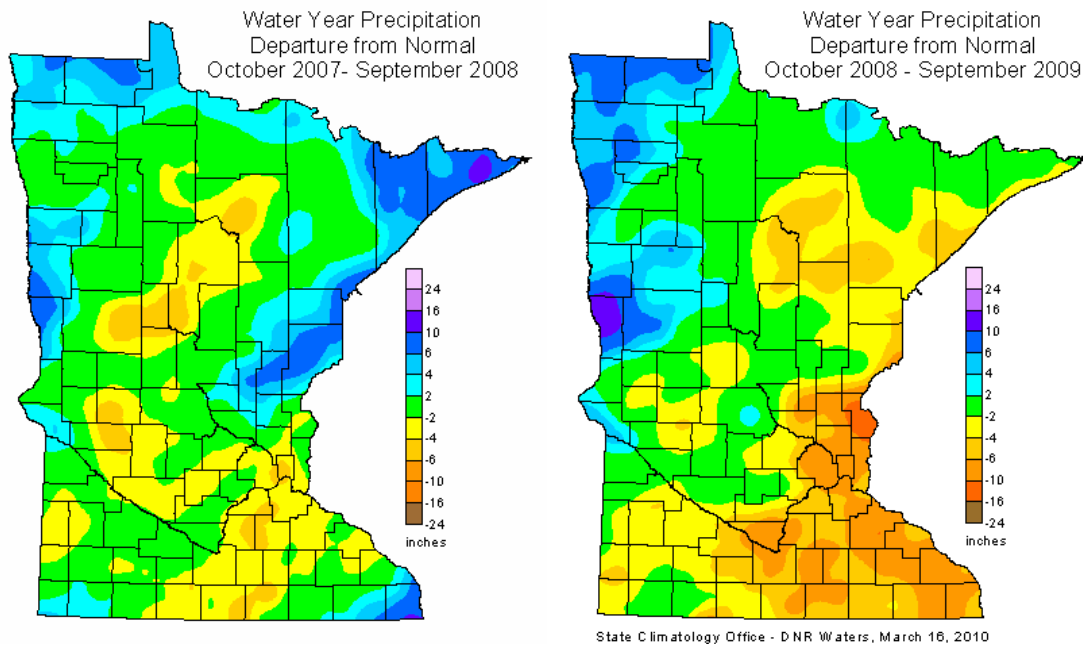 Water Year Precipitation
Departure from Normal
October 2007- September 2008
24
16
10
6
4
2
-2
-4
-6
-10
-16
-24
inches
Water Year Precipitation
Departure from Normal
October 2008 - September 2009
24
16
10
6
4
2
-2
-4
-6
-10
-16
-24
inches
State Climatology Office - DNR Waters, March 16, 2010